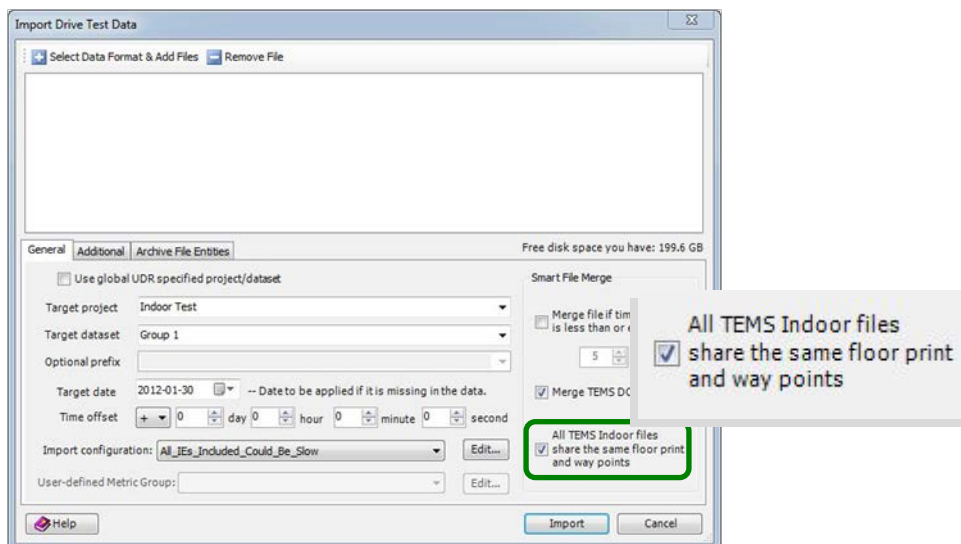 Import Drive Test Data
Select Data Format & Add Files Remove File
General Additional Archive File Entities Free disk space you have: 199.6 GB
Use global UDR specified project/dataset
Smart File Merge
Target project Indoor Test
Merge file if tim
is less than or e
Target dataset Group 1
5
Optional prefix
Target date 2012-01-30 -- Date to be applied if it is missing in the data.
Merge TEMS DC
Time offset + 0 day 0 hour 0 minute 0 second
All TEMS Indoor files
share the same floor print
and way points
Import configuration: All_IEs_Included_Could_Be_Slow Edit...
User-defined Metric Group: Edit...
Help Import Cancel
All TEMS Indoor files
share the same floor print
and way points